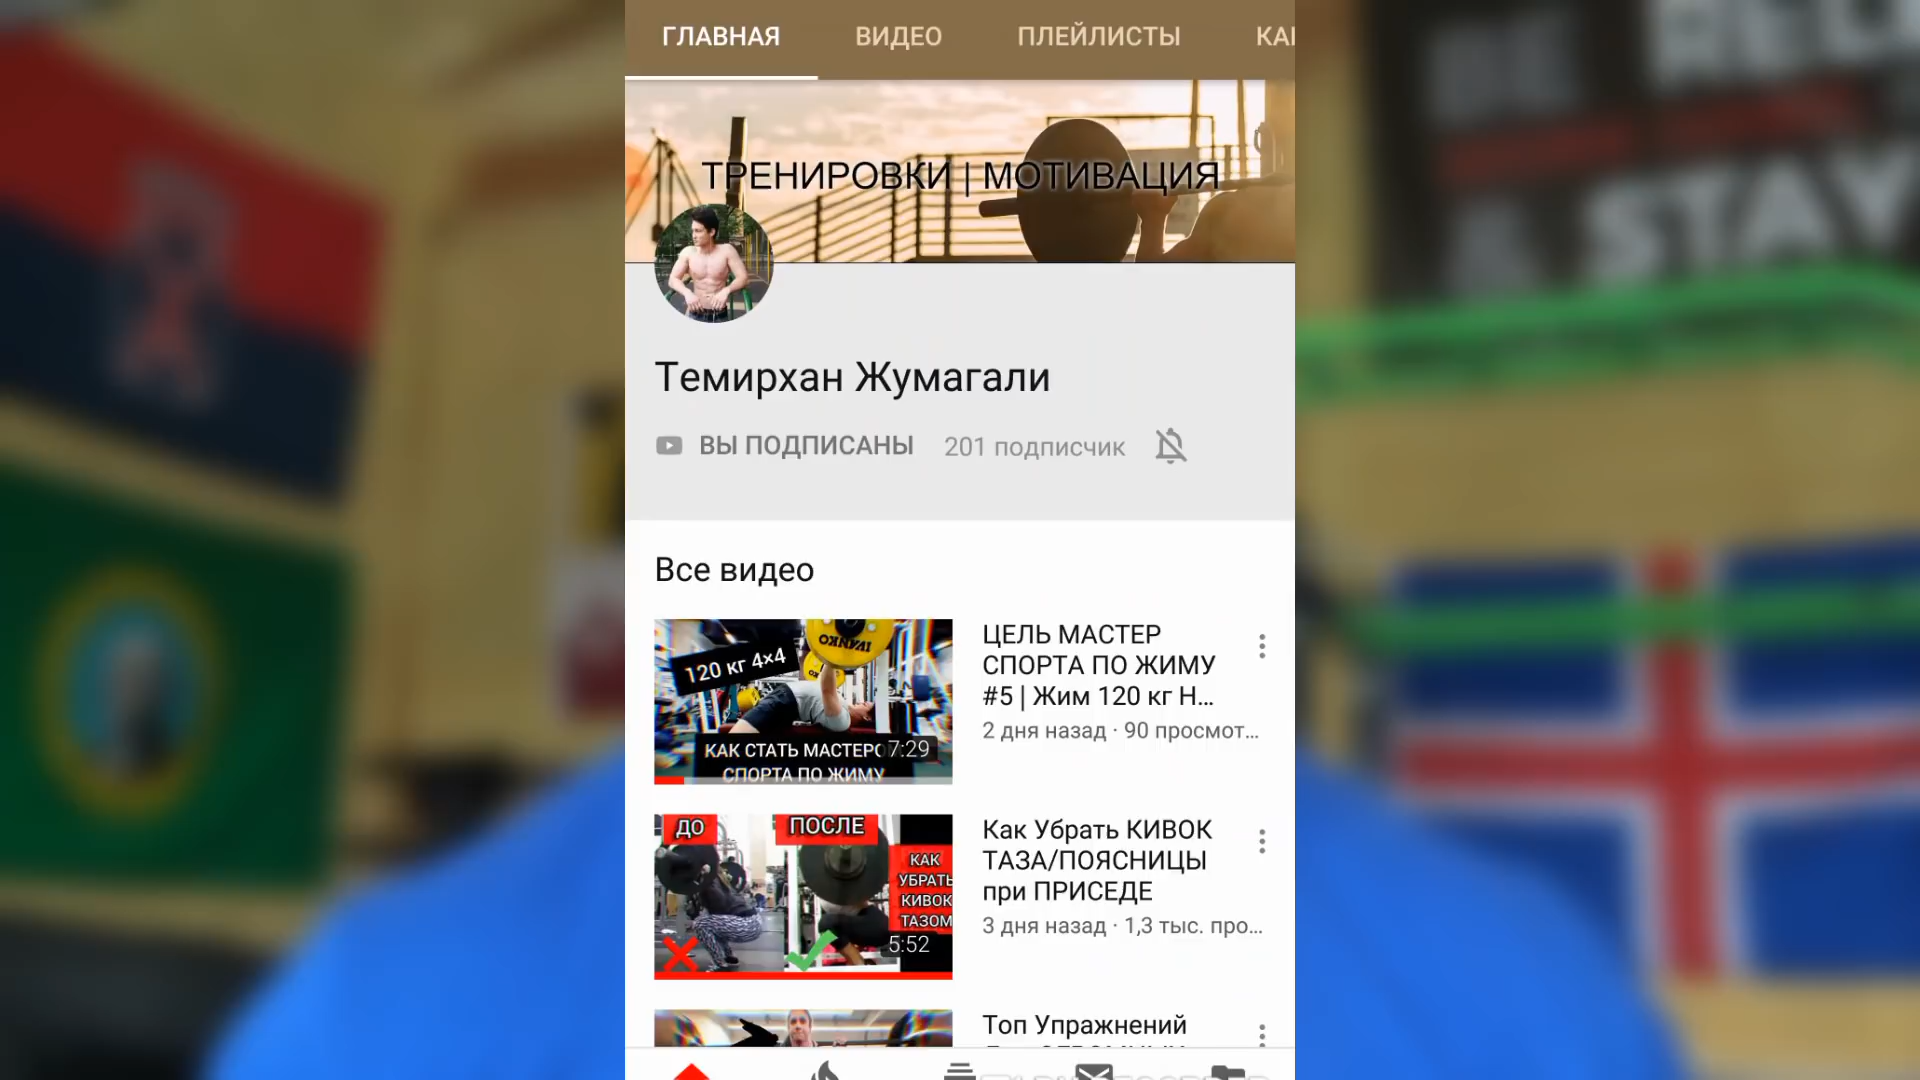 ГЛАВНАЯ ВИДЕО ПЛЕЙЛИСТЫ
ТРЕНИРОВКИ | МОТИВАЦИЯ
Темирхан Жумагали
ВЫ ПОДПИСАНЫ 201 подписчик
Все видео
120 кг 4×4
IVANKO
КАК СТАТЬ МАСТЕРО
7:29
СПОРТА ПО ЖИМУ
ЦЕЛЬ МАСТЕР
СПОРТА ПО ЖИМУ
#5 | Жим 120 кг Н...
2 дня назад · 90 просмот...
ДО
ПОСЛЕ
КАК
УБРАТЬ
КИВОК
ТАЗОМ
5:52
Как Убрать КИВОК
ТАЗА/ПОЯСНИЦЫ
при ПРИСЕДЕ
3 дня назад · 1,3 тыс. про...
Топ Упражнений
STAY